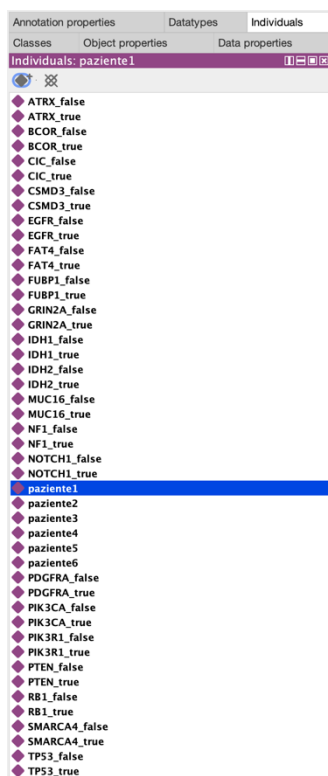 Annotation properties Datatypes Individuals
Classes Object properties Data properties
Individuals: paziente1
ATRX_false
ATRX_true
BCOR_false
BCOR_true
CIC_false
CIC_true
CSMD3_false
CSMD3_true
EGFR_false
EGFR_true
FAT4_false
FAT4_true
FUBP1_false
FUBP1_true
GRIN2A_false
GRIN2A_true
IDH1_false
IDH1_true
IDH2_false
IDH2_true
MUC16_false
MUC16_true
NF1_false
NF1_true
NOTCH1_false
NOTCH1_true
paziente1
paziente2
paziente3
paziente4
paziente5
paziente6
PDGFRA_false
PDGFRA_true
PIK3CA_false
PIK3CA_true
PIK3R1_false
PIK3R1_true
PTEN_false
PTEN_true
RB1_false
RB1_true
SMARCA4_false
SMARCA4_true
TP53_false
TP53_true